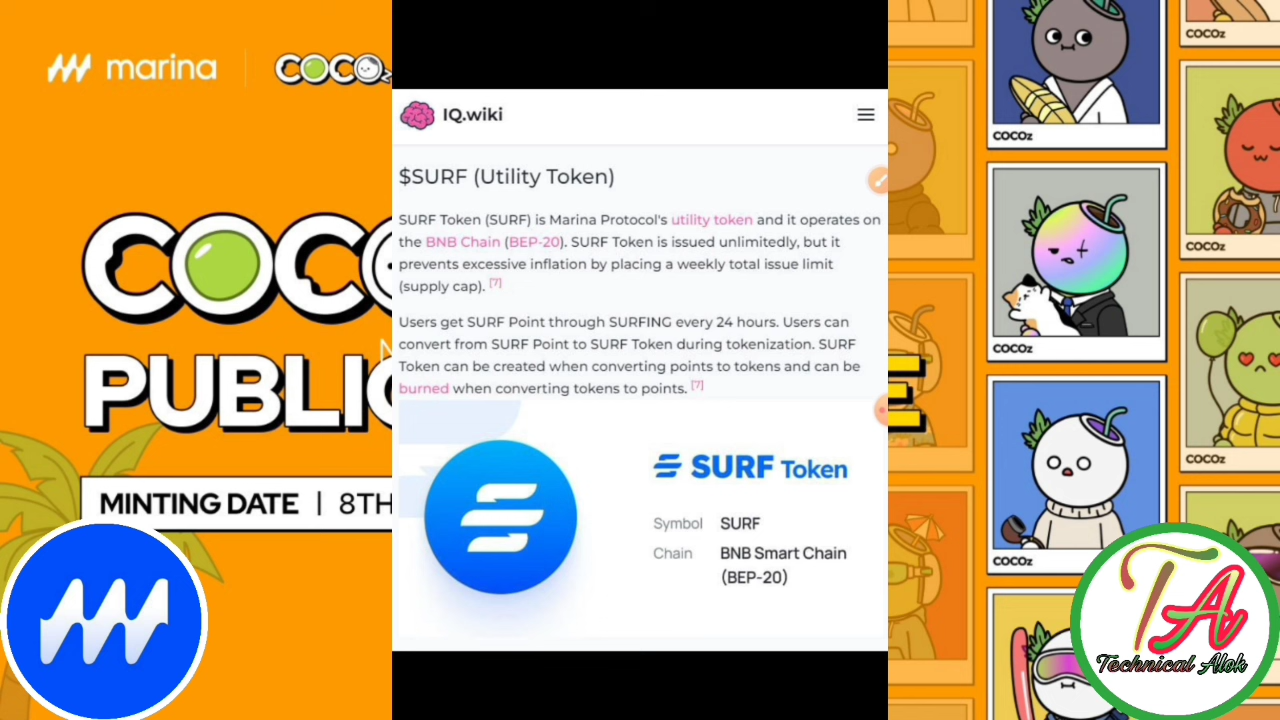 marina
COCOz
COCO
PUBLIC
MINTING DATE | 8TH
IQ.wiki
$SURF (Utility Token)
SURF Token (SURF) is Marina Protocol's utility token and it operates on
the BNB Chain (BEP-20). SURF Token is issued unlimitedly, but it
prevents excessive inflation by placing a weekly total issue limit
(supply cap). [7]
Users get SURF Point through SURFING every 24 hours. Users can
convert from SURF Point to SURF Token during tokenization. SURF
Token can be created when converting points to tokens and can be
burned when converting tokens to points. [7]
SURF Token
Symbol SURF
Chain BNB Smart Chain
(BEP-20)
E
COCOz
COCOz
COCOz
COCOz
COCOz
COCOz
TA
Technical Alok